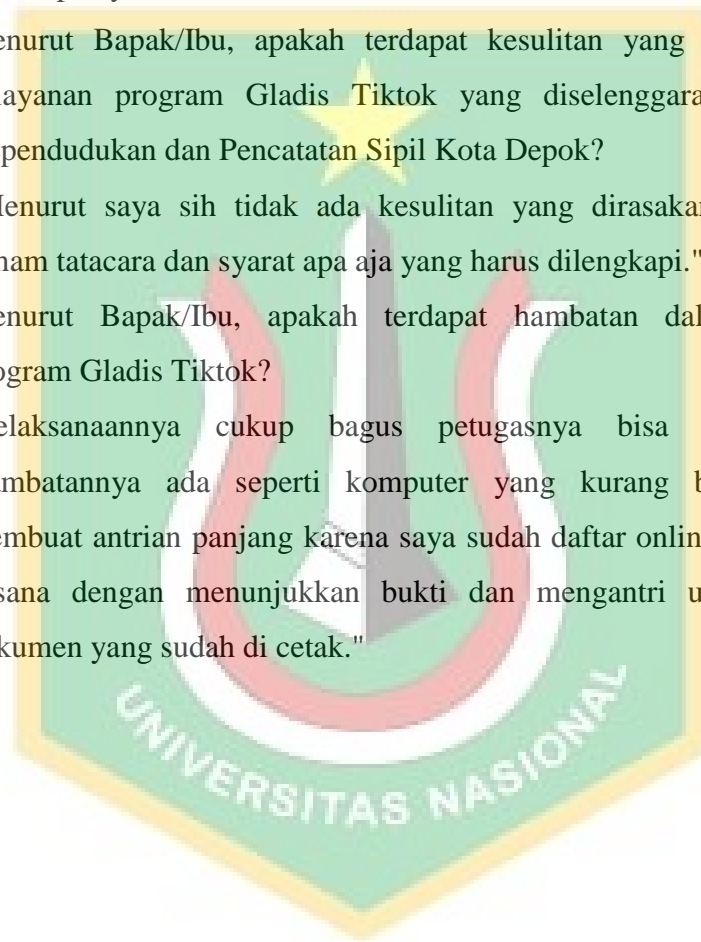 enurut Bapak/Ibu, apakah terdapat kesulitan yang
layanan program Gladis Tiktok yang diselenggara
pendudukan dan Pencatatan Sipil Kota Depok?
enurut saya sih tidak ada kesulitan yang dirasakan
ham tatacara dan syarat apa aja yang harus dilengkapi."
enurut Bapak/Ibu, apakah terdapat hambatan dal
ogram Gladis Tiktok?
elaksanaannya cukup bagus petugasnya bisa
mbatannya ada seperti komputer yang kurang b
embuat antrian panjang karena saya sudah daftar onlin
sana dengan menunjukkan bukti dan mengantri u
kumen yang sudah di cetak."
UNIVERSITAS NASIONAL